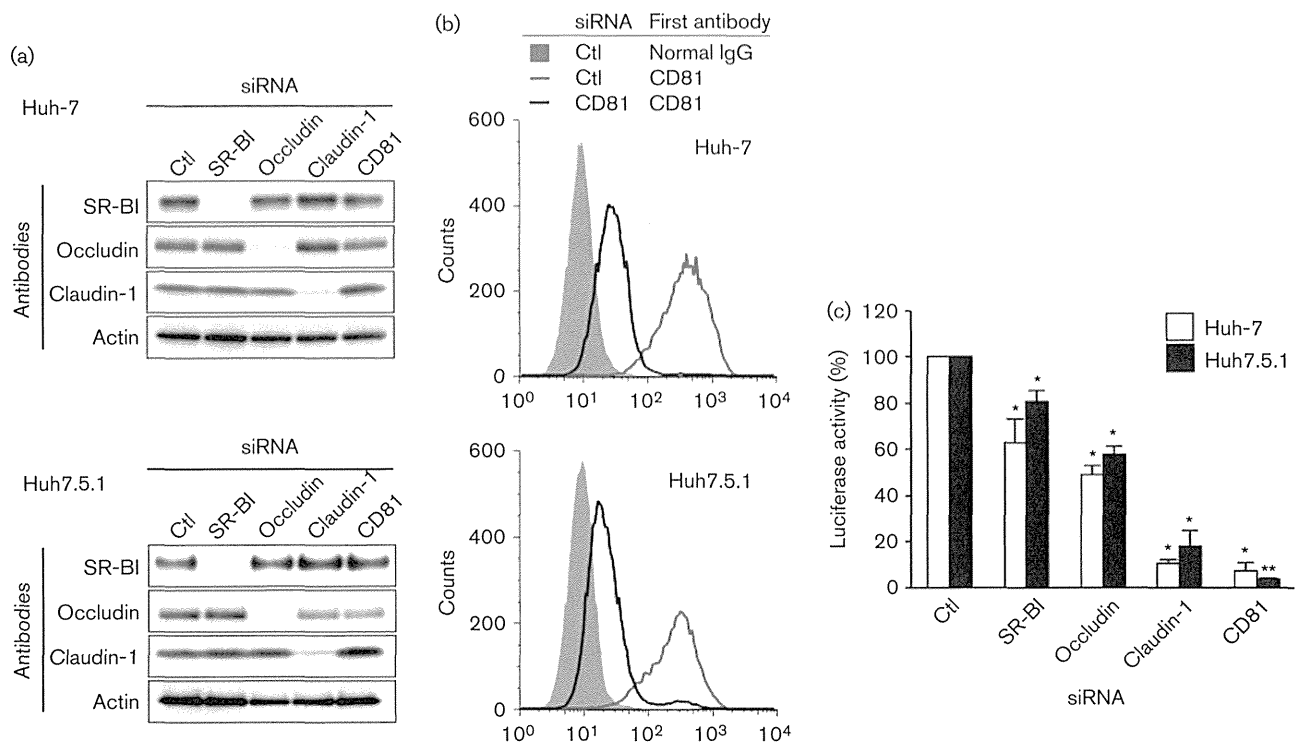 (a)
siRNA
Huh-7
Ctl SR-BI Occludin Claudin-1 CD81
Antibodies
SR-BI
Occludin
Claudin-1
Actin
siRNA
Huh7.5.1
Ctl SR-BI Occludin Claudin-1 CD81
Antibodies
SR-BI
Occludin
Claudin-1
Actin
(b)
siRNA First antibody
Ctl Normal IgG
Ctl CD81
CD81 CD81
Huh-7
Counts
600
400
200
0
10⁰ 10¹ 10² 10³ 10⁴
Huh7.5.1
Counts
600
400
200
0
10⁰ 10¹ 10² 10³ 10⁴
(c)
Huh-7
Huh7.5.1
Luciferase activity (%)
120
100
80
60
40
20
0
* * * * * * * **
Ctl SR-BI Occludin Claudin-1 CD81
siRNA